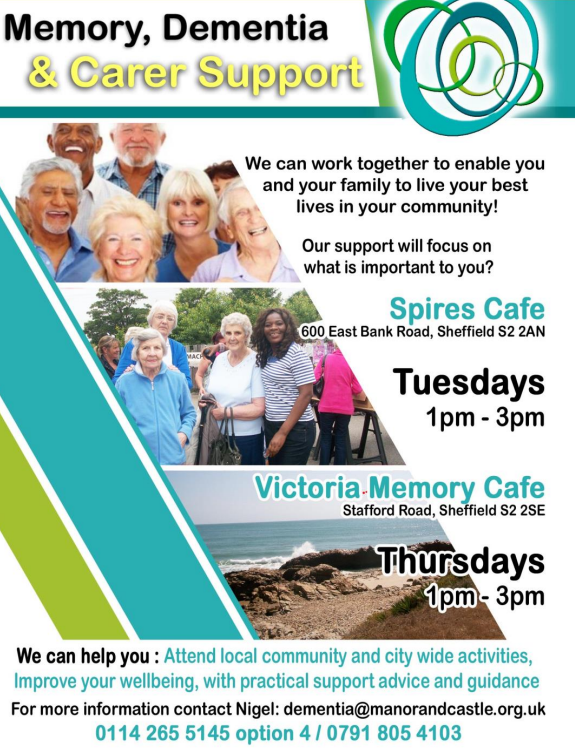 Memory, Dementia
& Carer Support
We can work together to enable you
and your family to live your best
lives in your community!
Our support will focus on
what is important to you?
Spires Cafe
600 East Bank Road, Sheffield S2 2AN
Tuesdays
1pm - 3pm
Victoria Memory Cafe
Stafford Road, Sheffield S2 2SE
Thursdays
1pm - 3pm
We can help you : Attend local community and city wide activities,
Improve your wellbeing, with practical support advice and guidance
For more information contact Nigel: dementia@manorandcastle.org.uk
0114 265 5145 option 4 / 0791 805 4103